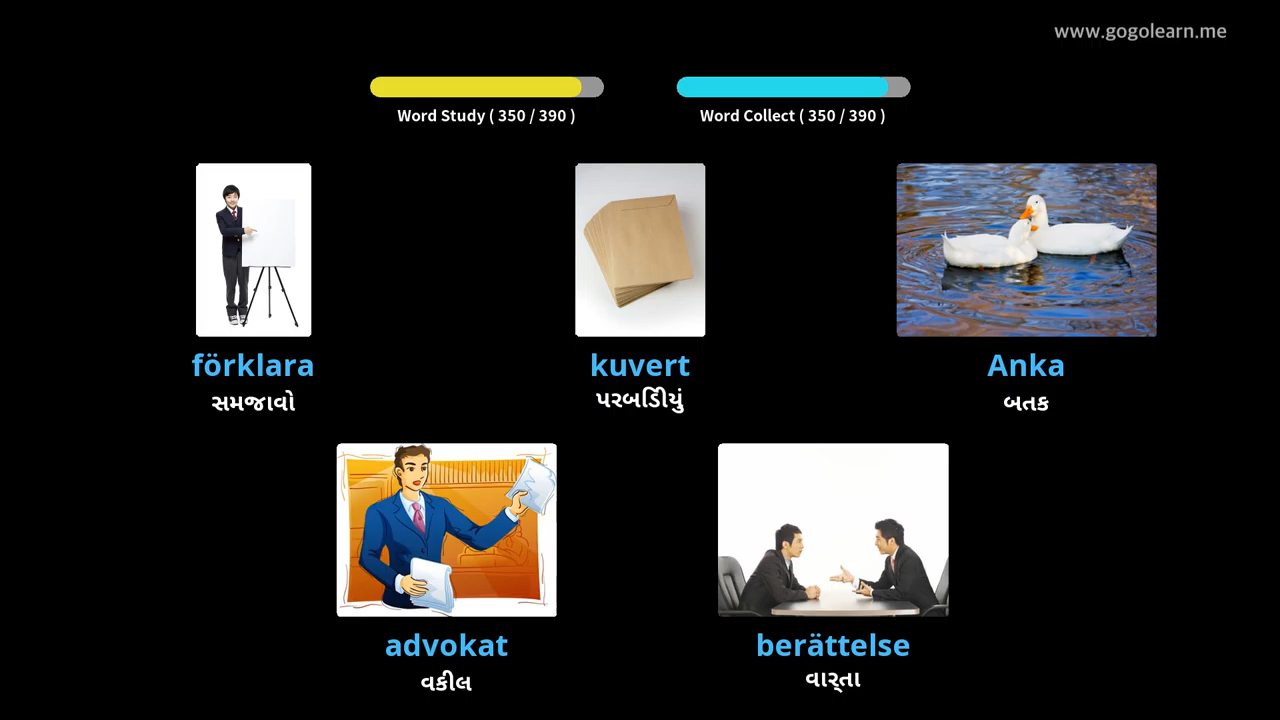 www.gogolearn.me
Word Study ( 350 / 390 )
Word Collect ( 350 / 390 )
förklara
સમજાવો
kuvert
પરબિડીયું
Anka
બતક
advokat
વકીલ
berättelse
વાર્તા